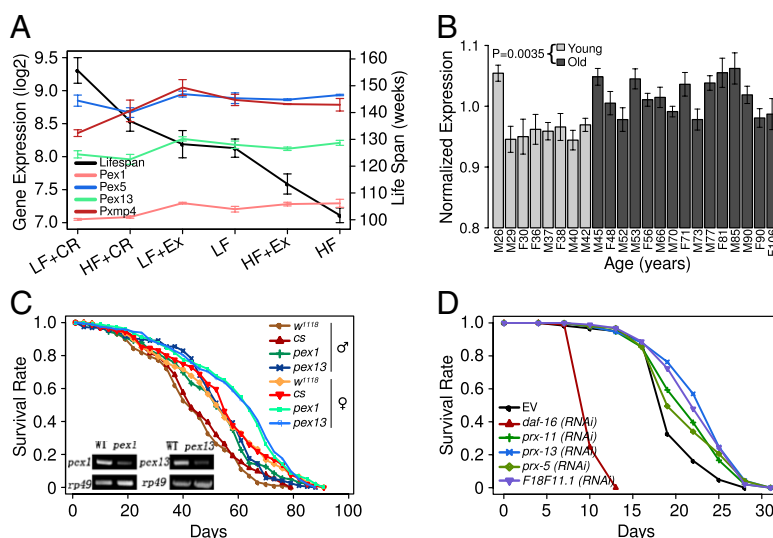 A
Gene Expression (log2)
9.5
9.0
8.5
8.0
7.5
7.0
Lifespan
Pex1
Pex5
Pex13
Pxmp4
160
150
140
130
120
110
100
Life Span (weeks)
LF+CR
HF+CR
LF+Ex
LF
HF+Ex
HF
B
Normalized Expression
1.1
1.0
0.9
0.8
P=0.0035
Young
Old
M26
M29
F30
F36
M37
F38
M40
M42
M45
F48
M52
M53
F56
M66
M70
F71
M73
M77
F81
M85
M90
F90
F106
Age (years)
C
Survival Rate
1.0
0.8
0.6
0.4
0.2
0.0
w1118
cs
pex1
pex13
♂
w1118
cs
pex1
pex13
♀
WT pex1
pex1
rp49
WT pex13
pex13
rp49
0
20
40
60
80
100
Days
D
Survival Rate
1.0
0.8
0.6
0.4
0.2
0.0
EV
daf-16 (RNAi)
prx-11 (RNAi)
prx-13 (RNAi)
prx-5 (RNAi)
F18F11.1 (RNAi)
0
5
10
15
20
25
31
Days